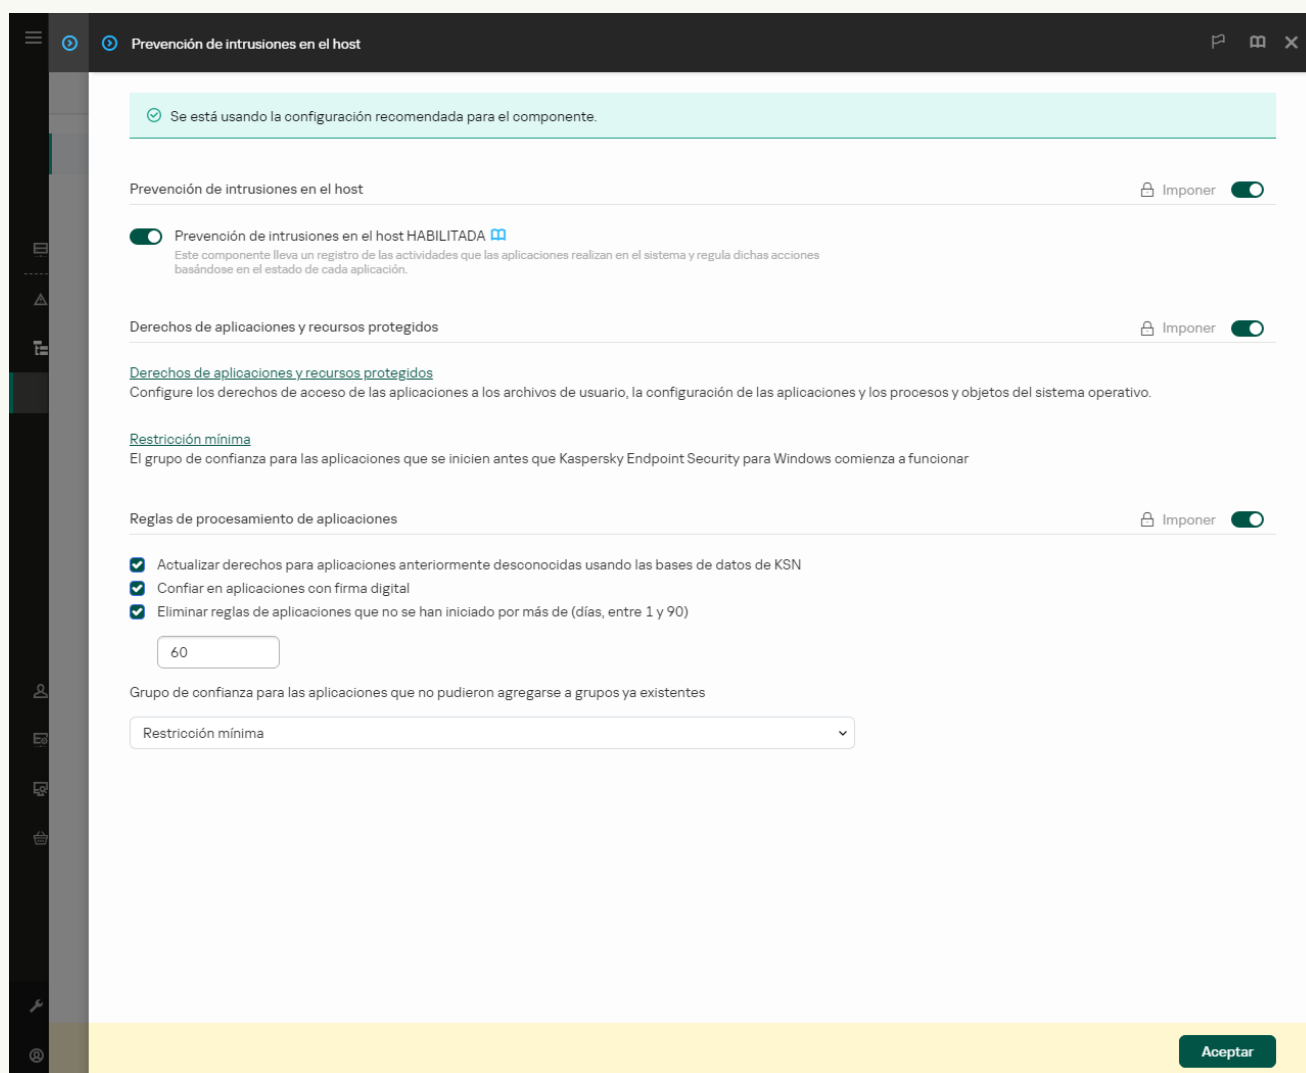 Prevención de intrusiones en el host
Se está usando la configuración recomendada para el componente.
Prevención de intrusiones en el host Imponer
Prevención de intrusiones en el host HABILITADA
Este componente lleva un registro de las actividades que las aplicaciones realizan en el sistema y regula dichas acciones
basándose en el estado de cada aplicación.
Derechos de aplicaciones y recursos protegidos Imponer
Derechos de aplicaciones y recursos protegidos
Configure los derechos de acceso de las aplicaciones a los archivos de usuario, la configuración de las aplicaciones y los procesos y objetos del sistema operativo.
Restricción mínima
El grupo de confianza para las aplicaciones que se inicien antes que Kaspersky Endpoint Security para Windows comienza a funcionar
Reglas de procesamiento de aplicaciones Imponer
Actualizar derechos para aplicaciones anteriormente desconocidas usando las bases de datos de KSN
Confiar en aplicaciones con firma digital
Eliminar reglas de aplicaciones que no se han iniciado por más de (días, entre 1 y 90)
60
Grupo de confianza para las aplicaciones que no pudieron agregarse a grupos ya existentes
Restricción mínima
Aceptar